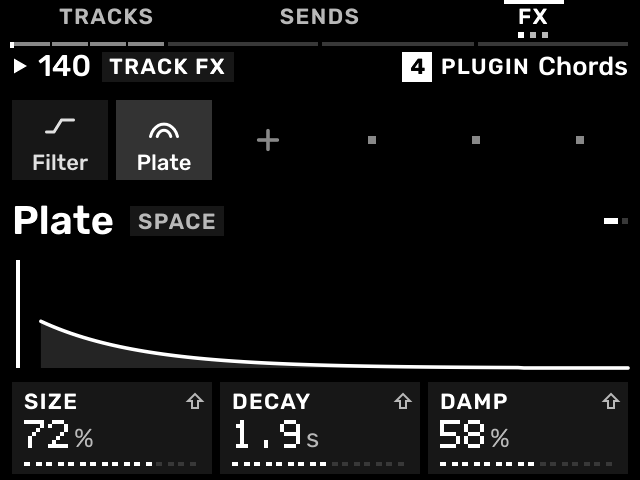 TRACKS SENDS FX
140 TRACK FX 4 PLUGIN Chords
Filter Plate
Plate SPACE
SIZE DECAY DAMP
72% 1.9s 58%